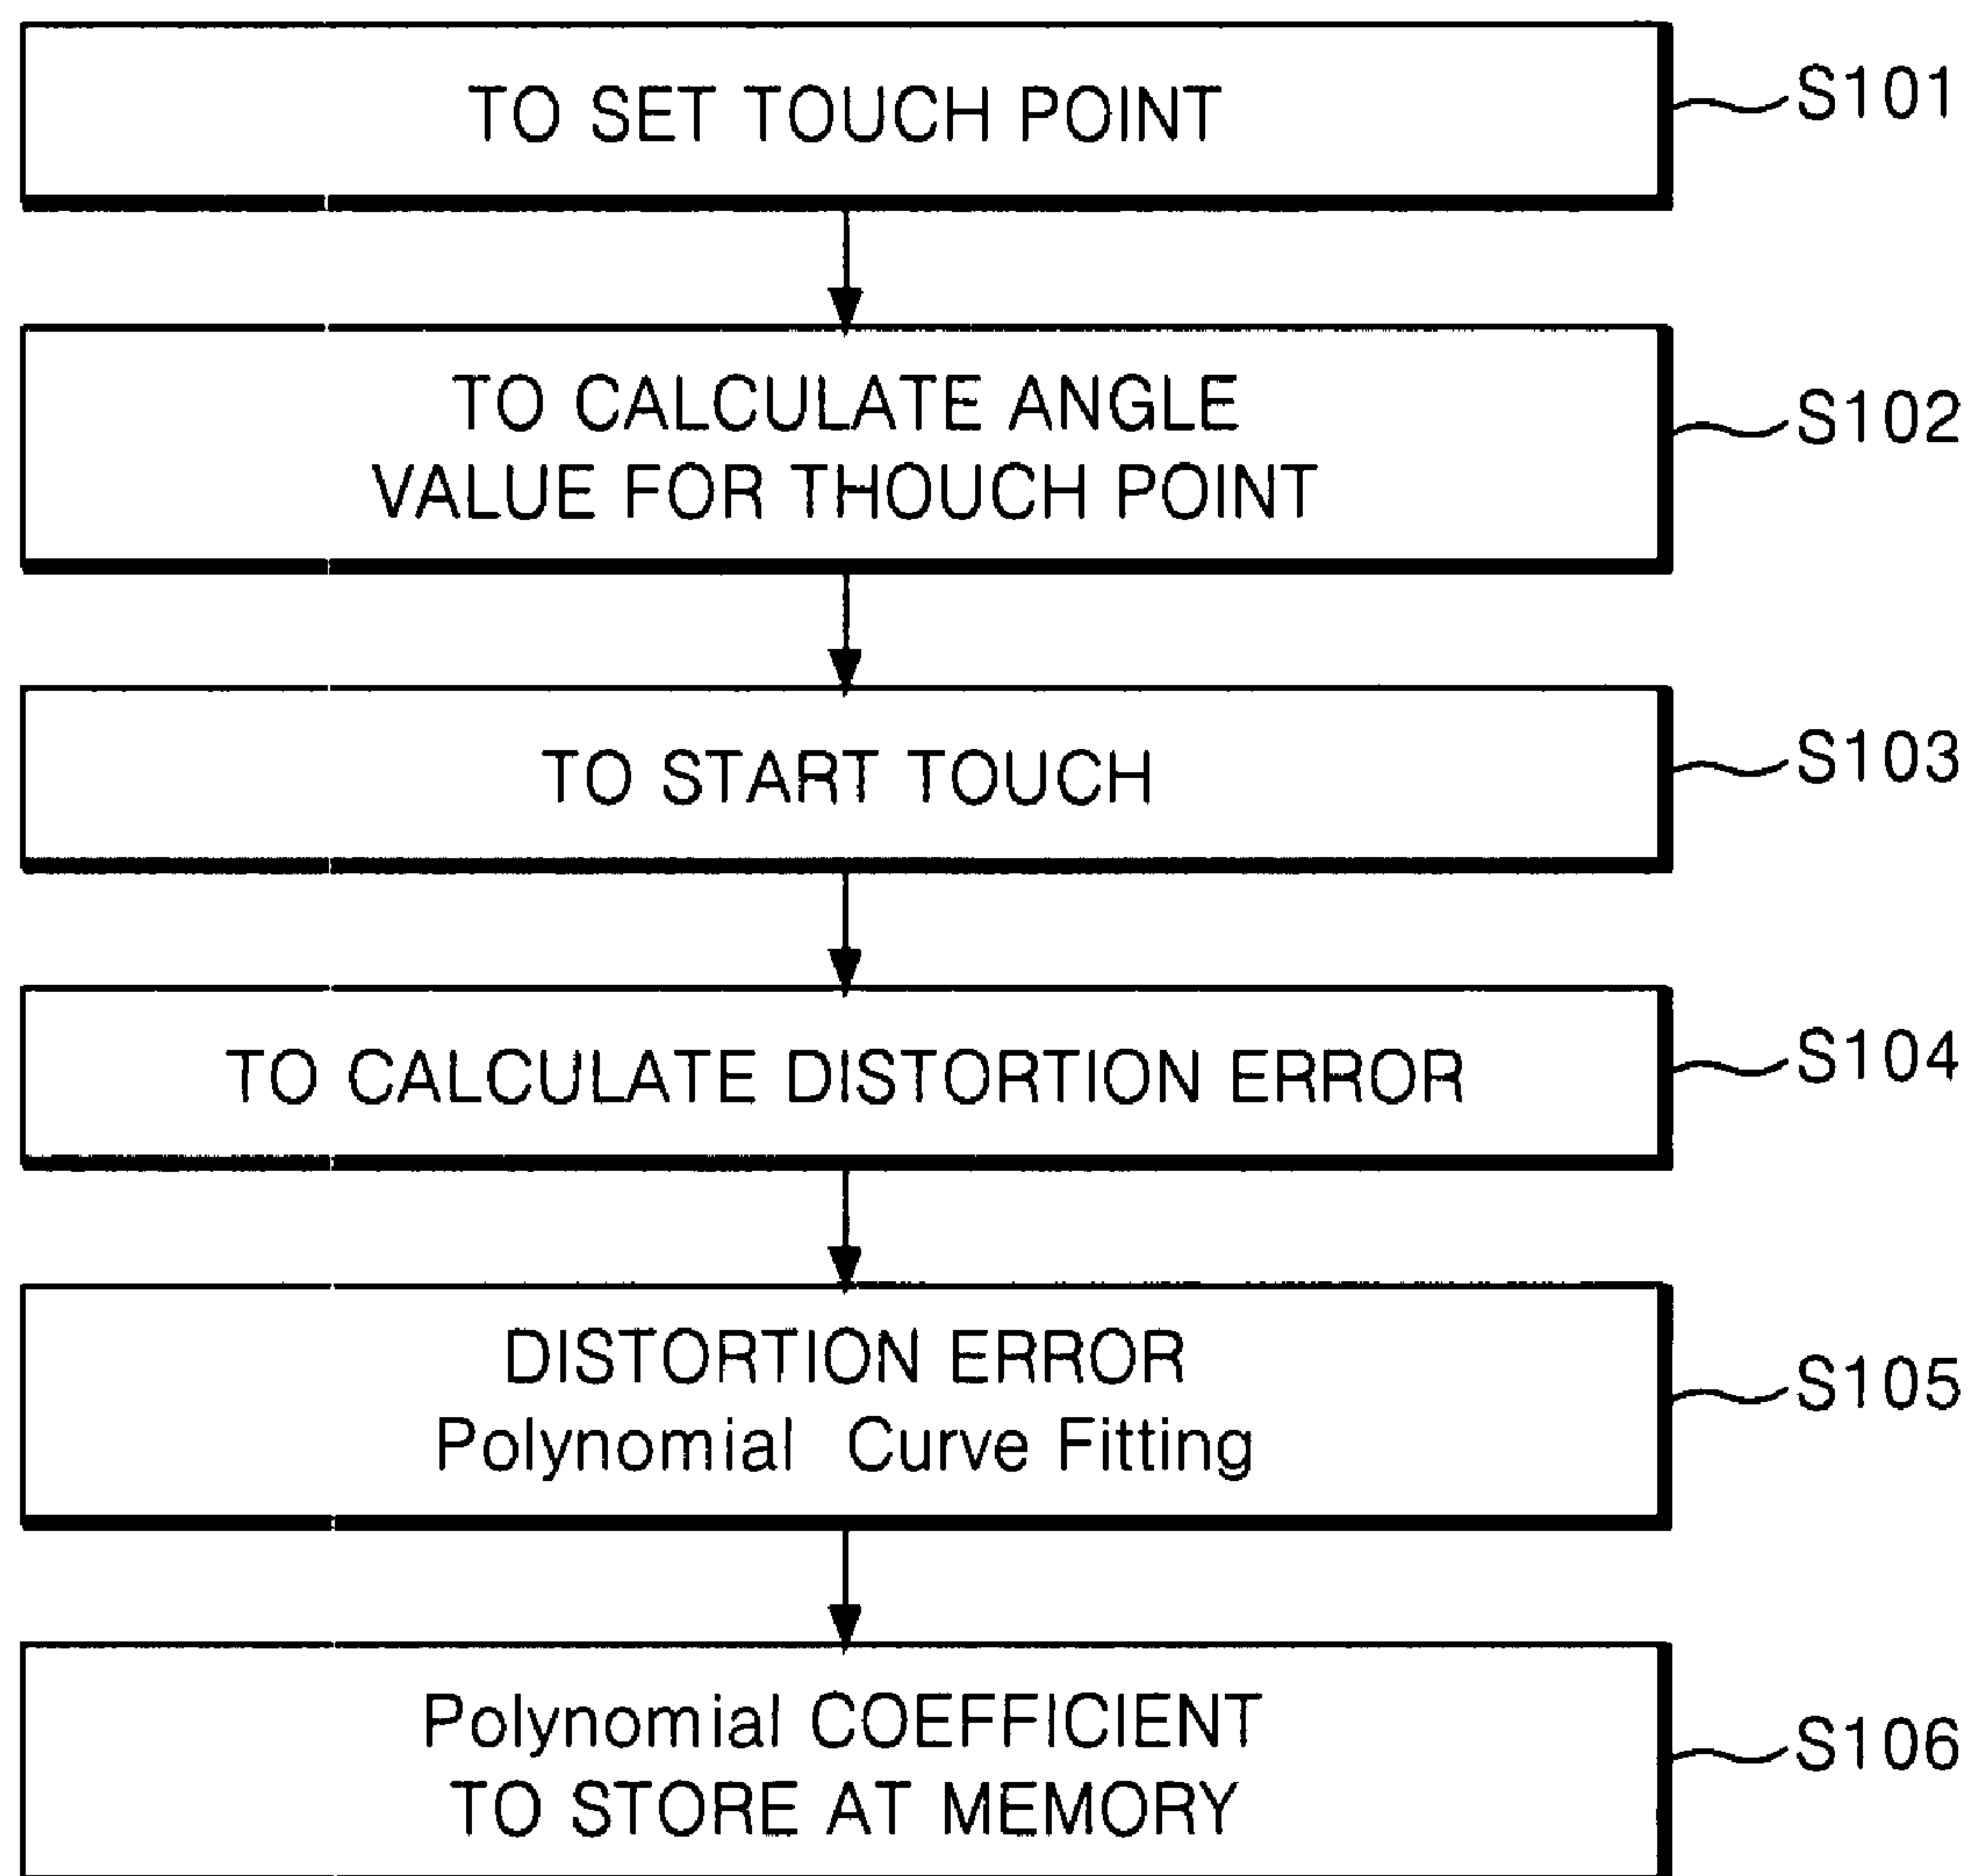 TO SET TOUCH POINT
S101
TO CALCULATE ANGLE
VALUE FOR THOUCH POINT
S102
TO START TOUCH
S103
TO CALCULATE DISTORTION ERROR
S104
DISTORTION ERROR
Polynomial Curve Fitting
S105
Polynomial COEFFICIENT
TO STORE AT MEMORY
S106